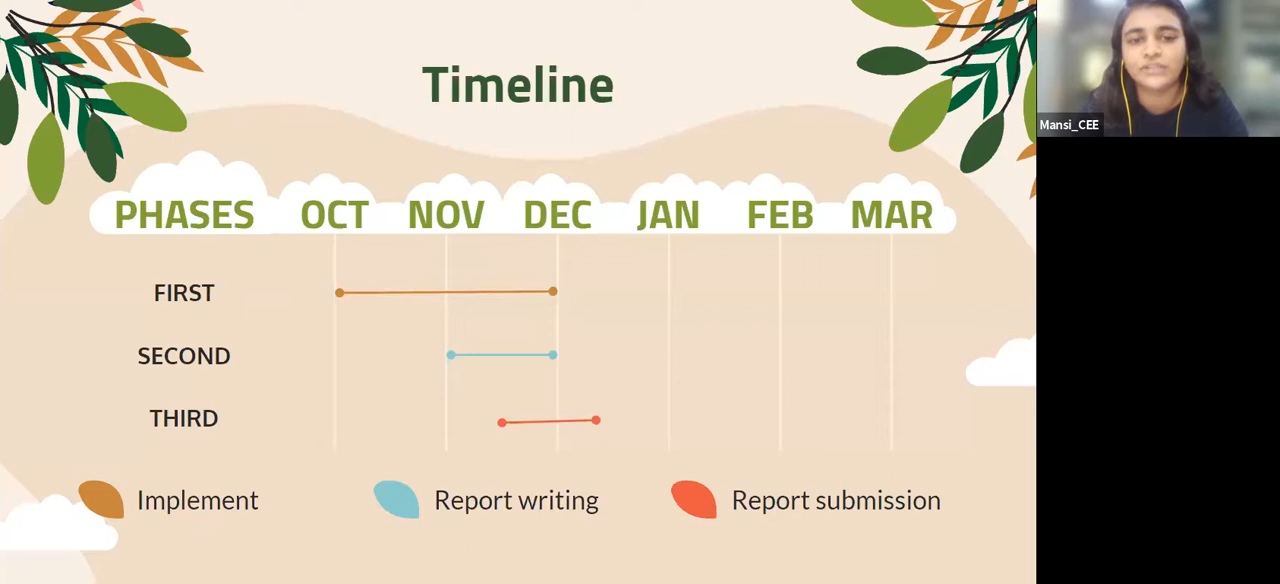 Timeline
Mansi_CEE
PHASES OCT NOV DEC JAN FEB MAR
FIRST
SECOND
THIRD
Implement Report writing Report submission